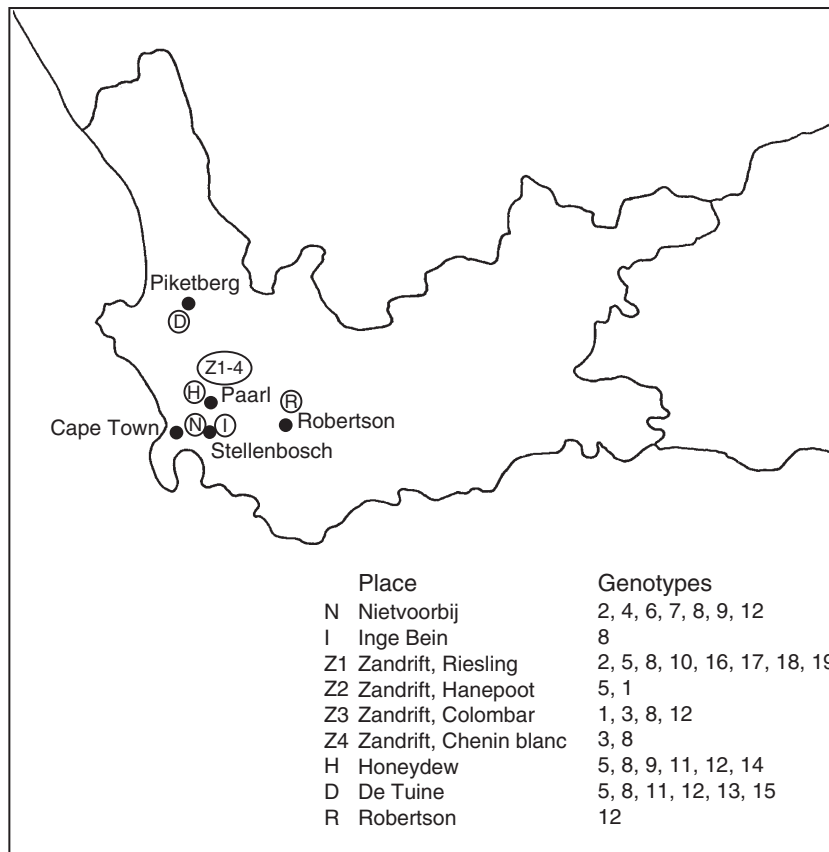 Piketberg
D
Z1-4
H
Paarl
R
Cape Town
N
I
Robertson
Stellenbosch
Place Genotypes
N Nietvoorbij 2, 4, 6, 7, 8, 9, 12
I Inge Bein 8
Z1 Zandrift, Riesling 2, 5, 8, 10, 16, 17, 18, 19
Z2 Zandrift, Hanepoot 5, 1
Z3 Zandrift, Colombar 1, 3, 8, 12
Z4 Zandrift, Chenin blanc 3, 8
H Honeydew 5, 8, 9, 11, 12, 14
D De Tuine 5, 8, 11, 12, 13, 15
R Robertson 12